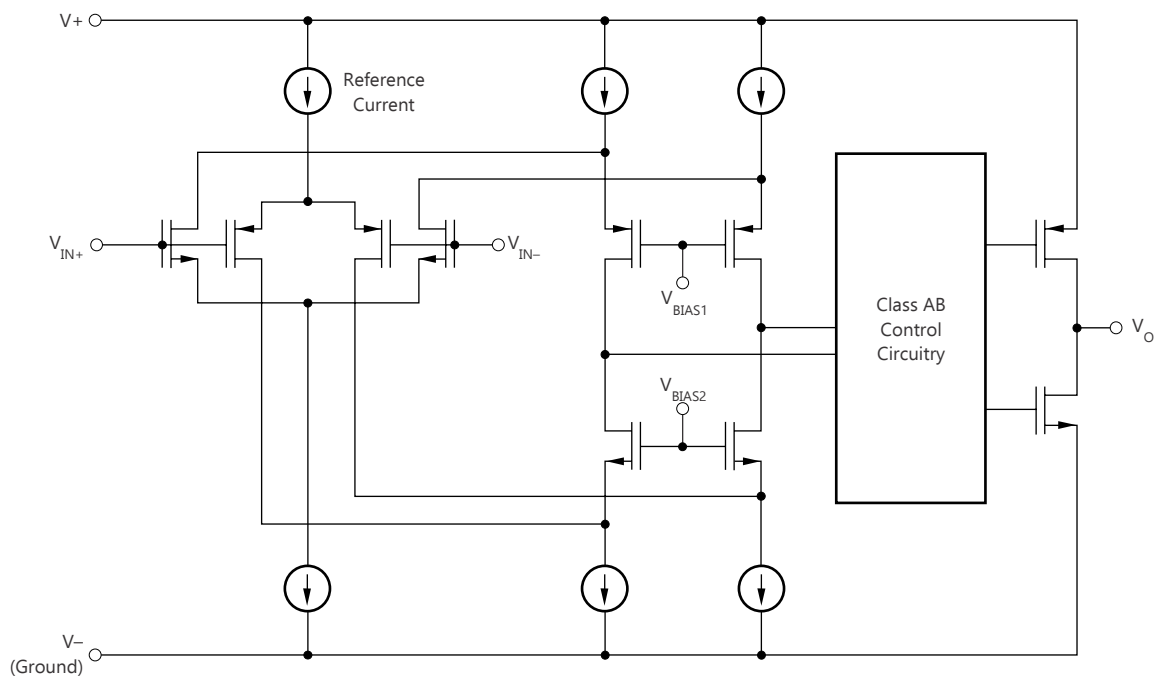 V+
Reference
Current
VIN+
VIN–
VBIAS1
Class AB
Control
Circuitry
VO
VBIAS2
V–
(Ground)